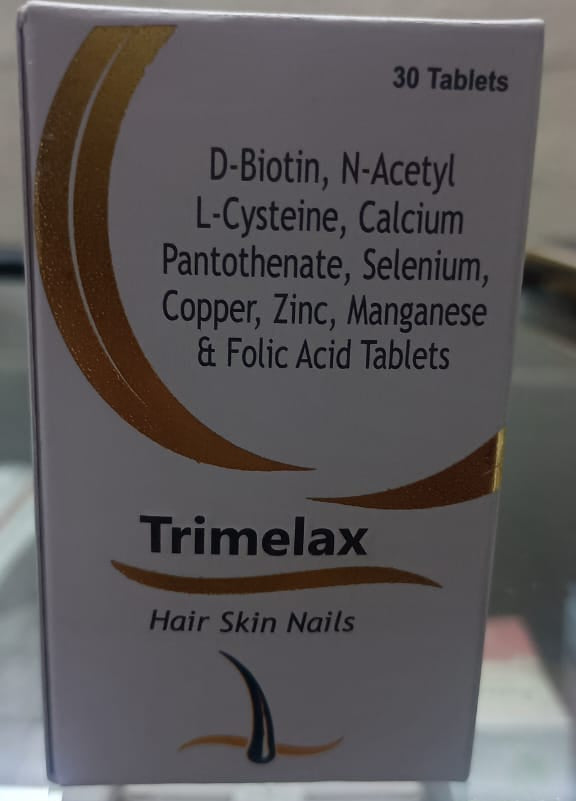 30 Tablets
D-Biotin, N-Acetyl
L-Cysteine, Calcium
Pantothenate, Selenium,
Copper, Zinc, Manganese
& Folic Acid Tablets
Trimelax
Hair Skin Nails